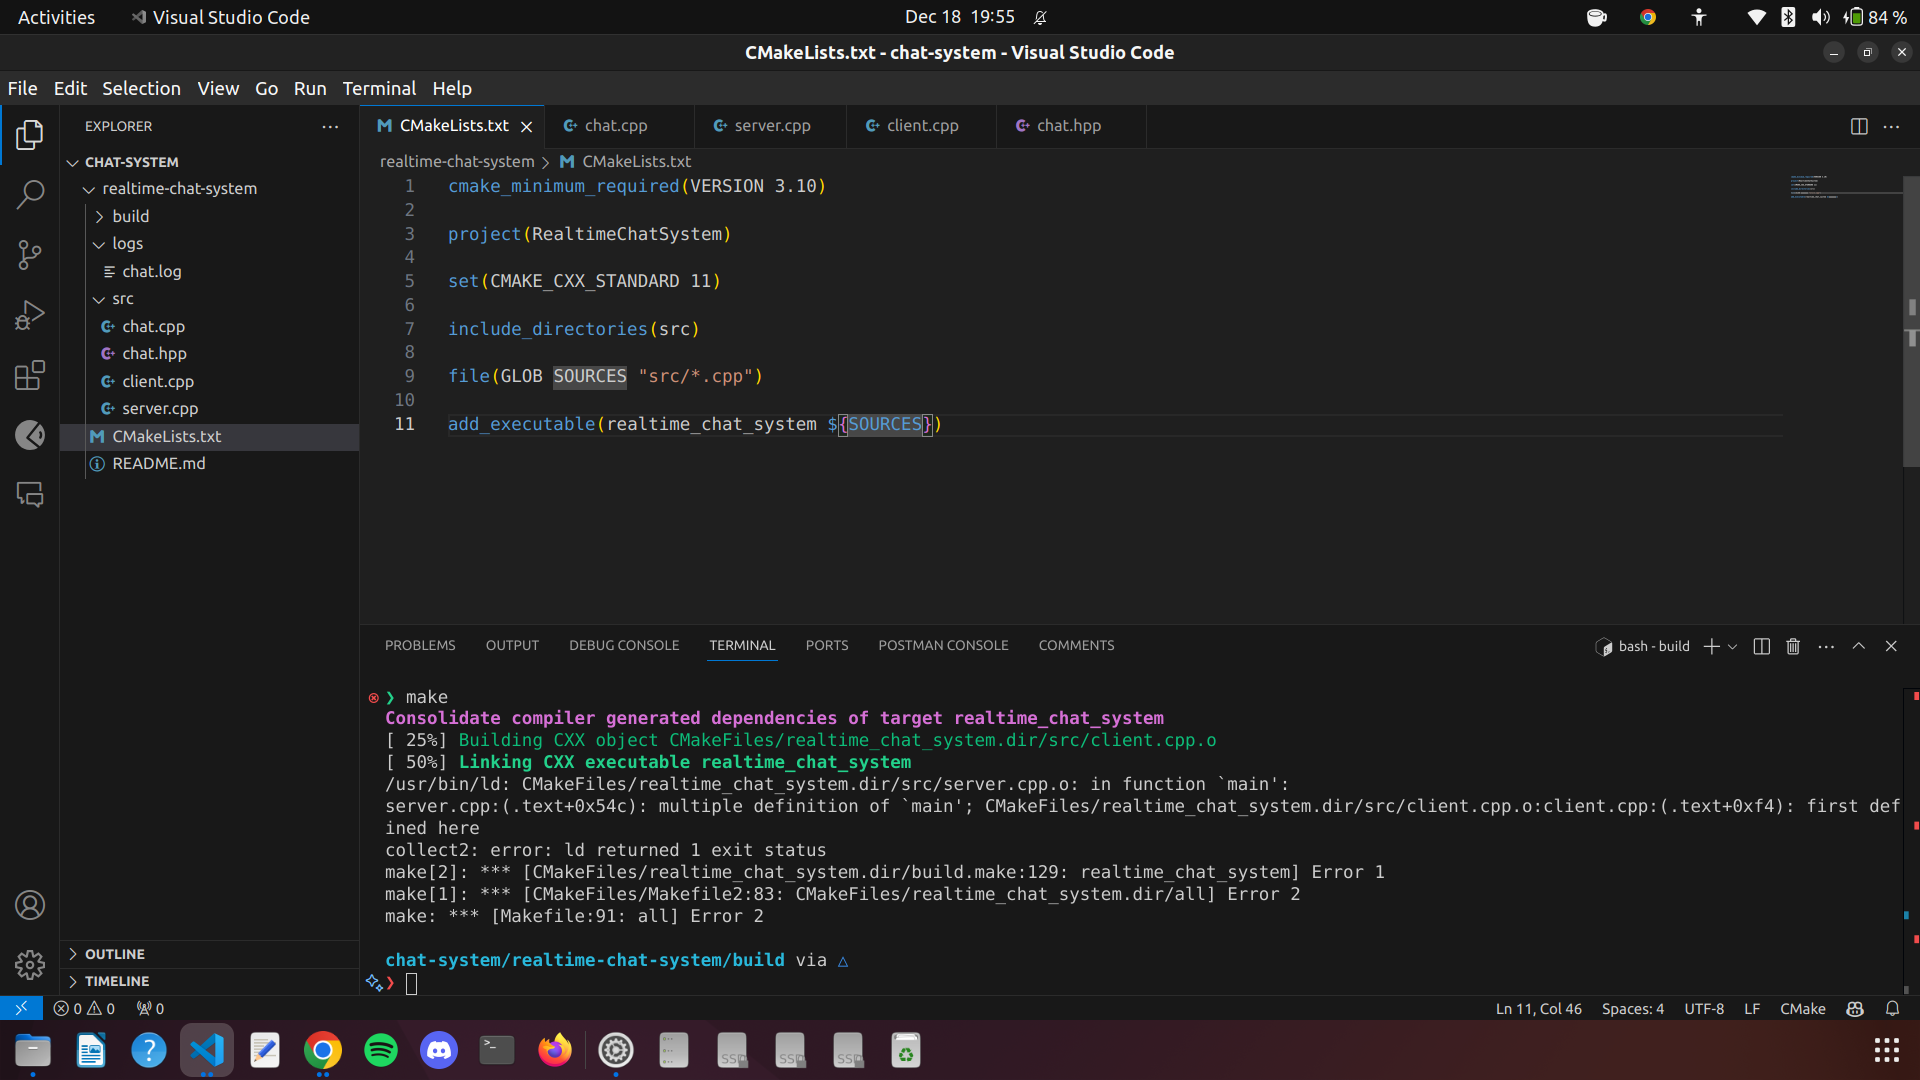 Activities
Visual Studio Code
Dec 18 19:55
84 %
CMakeLists.txt - chat-system - Visual Studio Code
File Edit Selection View Go Run Terminal Help
EXPLORER
CHAT-SYSTEM
realtime-chat-system
build
logs
chat.log
src
chat.cpp
chat.hpp
client.cpp
server.cpp
CMakeLists.txt
README.md
OUTLINE
TIMELINE
CMakeLists.txt
chat.cpp
server.cpp
client.cpp
chat.hpp
realtime-chat-system > CMakeLists.txt
1 cmake_minimum_required(VERSION 3.10)
2
3 project(RealtimeChatSystem)
4
5 set(CMAKE_CXX_STANDARD 11)
6
7 include_directories(src)
8
9 file(GLOB SOURCES "src/*.cpp")
10
11 add_executable(realtime_chat_system ${SOURCES})
PROBLEMS OUTPUT DEBUG CONSOLE TERMINAL PORTS POSTMAN CONSOLE COMMENTS
bash - build
❯ make
Consolidate compiler generated dependencies of target realtime_chat_system
[ 25%] Building CXX object CMakeFiles/realtime_chat_system.dir/src/client.cpp.o
[ 50%] Linking CXX executable realtime_chat_system
/usr/bin/ld: CMakeFiles/realtime_chat_system.dir/src/server.cpp.o: in function `main':
server.cpp:(.text+0x54c): multiple definition of `main'; CMakeFiles/realtime_chat_system.dir/src/client.cpp.o:client.cpp:(.text+0xf4): first def
ined here
collect2: error: ld returned 1 exit status
make[2]: *** [CMakeFiles/realtime_chat_system.dir/build.make:129: realtime_chat_system] Error 1
make[1]: *** [CMakeFiles/Makefile2:83: CMakeFiles/realtime_chat_system.dir/all] Error 2
make: *** [Makefile:91: all] Error 2
chat-system/realtime-chat-system/build via △
❯
0 0 0
Ln 11, Col 46
Spaces: 4
UTF-8
LF
CMake
SSD
SSD
SSD